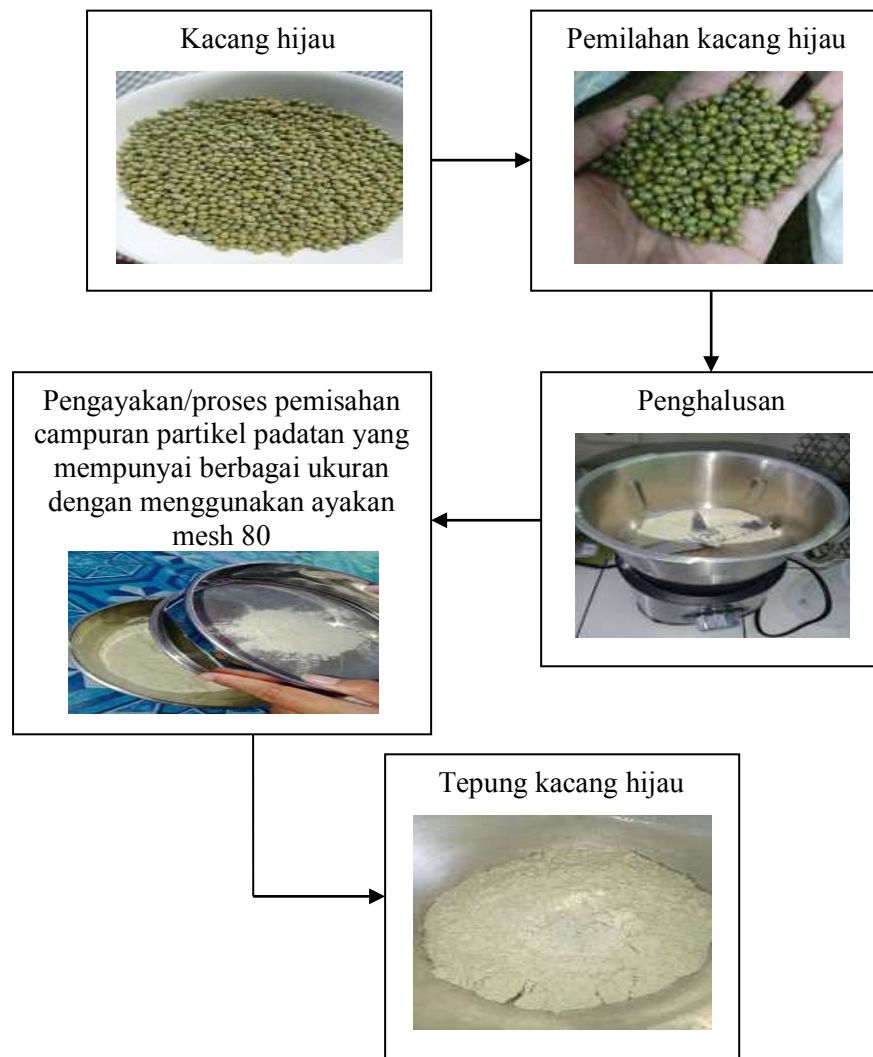 Kacang hijau
Pemilahan kacang hijau
Penghalusan
Pengayakan/proses pemisahan
campuran partikel padatan yang
mempunyai berbagai ukuran
dengan menggunakan ayakan
mesh 80
Tepung kacang hijau